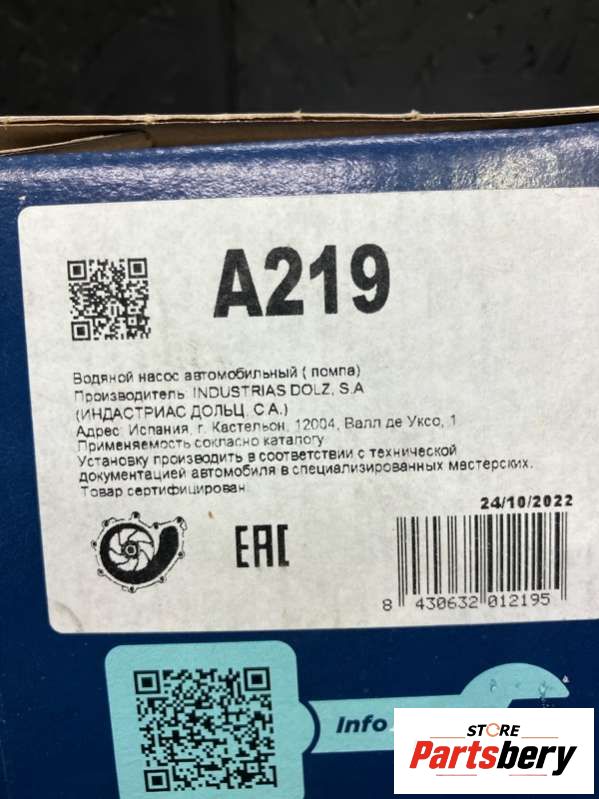 A219
Водяной насос автомобильный ( помпа)
Производитель: INDUSTRIAS DOLZ, S.A
(ИНДАСТРИАС ДОЛЬЦ, С.А.)
Адрес: Испания, г. Кастельон, 12004, Валл де Уксо, 1
Применяемость согласно каталогу
Установку производить в соответствии с технической
документацией автомобиля в специализированных мастерских.
Товар сертифицирован
24/10/2022
EAC
8 430632 012195
Info
STORE
Partsbery